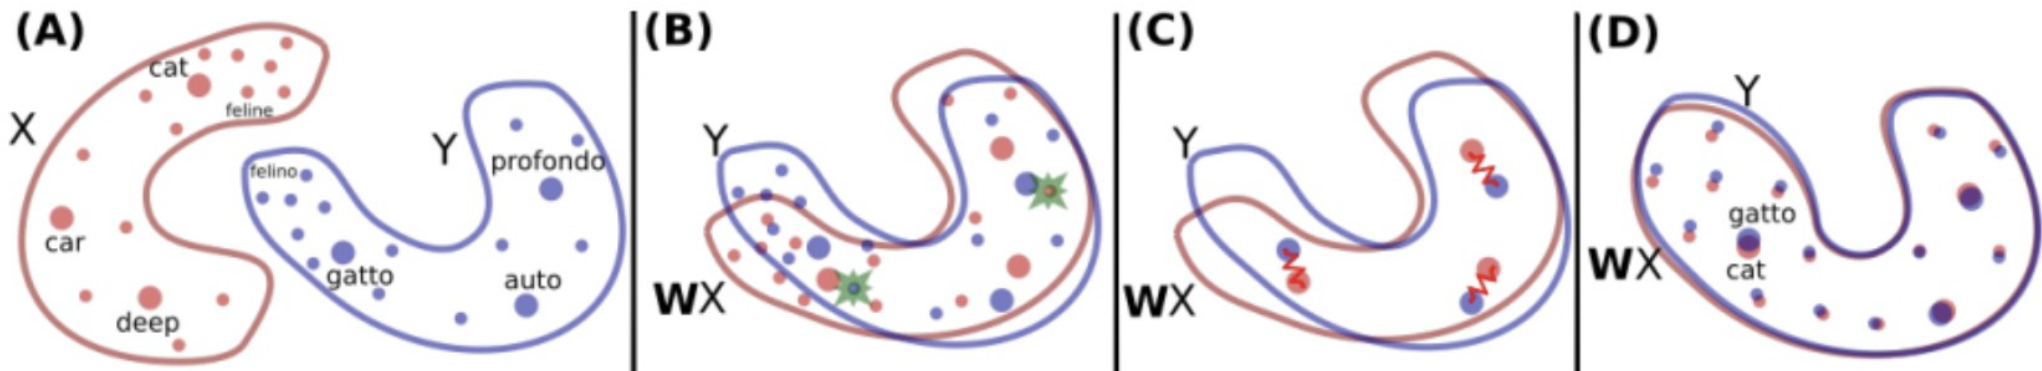 (A)
cat
feline
X
car
deep
Y
felino
profondo
gatto
auto
(B)
Y
WX
(C)
Y
WX
(D)
Y
gatto
cat
WX